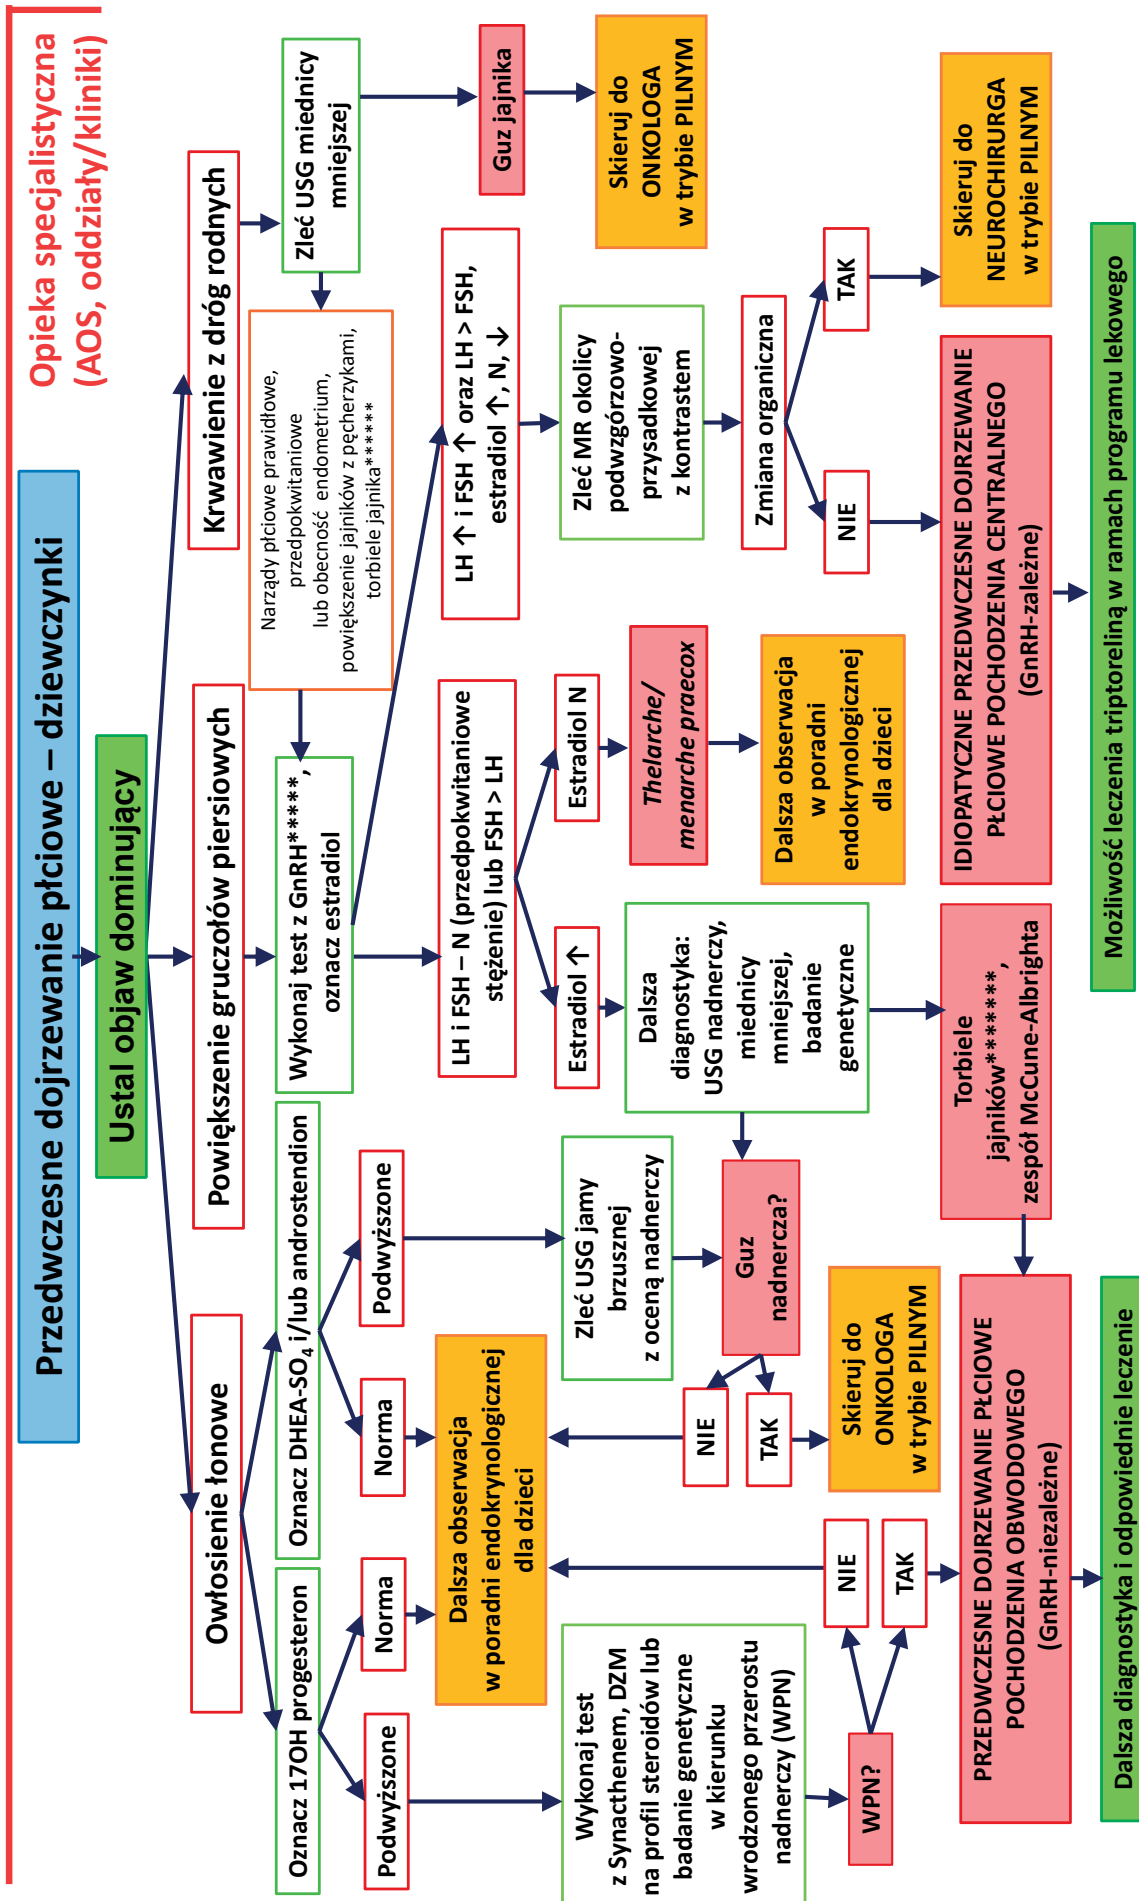 Opieka specjalistyczna
(AOS, oddziały/kliniki)
Przedwczesne dojrzewanie płciowe – dziewczynki
Ustal objaw dominujący
Owłosienie łonowe
Powiększenie gruczołów piersiowych
Krwawienie z dróg rodnych
Oznacz 17OH progesteron
Oznacz DHEA-SO₄ i/lub androstendion
Wykonaj test z GnRH*****,
oznacz estradiol
Narządy płciowe prawidłowe,
przedpokwitaniowe
lub obecność endometrium,
powiększenie jajników z pęcherzykami,
torbiele jajnika******
Zleć USG miednicy
mniejszej
Podwyższone
Norma
Norma
Podwyższone
LH i FSH – N (przedpokwitaniowe
stężenie) lub FSH > LH
LH ↑ i FSH ↑ oraz LH > FSH,
estradiol ↑, N, ↓
Guz jajnika
Dalsza obserwacja
w poradni endokrynologicznej
dla dzieci
Estradiol ↑
Estradiol N
Skieruj do
ONKOLOGA
w trybie PILNYM
Wykonaj test
z Synacthenem, DZM
na profil steroidów lub
badanie genetyczne
w kierunku
wrodzonego przerostu
nadnerczy (WPN)
Zleć USG jamy
brzusznej
z oceną nadnerczy
Dalsza
diagnostyka:
USG nadnerczy,
miednicy
mniejszej,
badanie
genetyczne
Thelarche/
menarche praecox
Zleć MR okolicy
podwzgórzowo-
przysadkowej
z kontrastem
Guz
nadnercza?
Dalsza obserwacja
w poradni
endokrynologicznej
dla dzieci
Zmiana organiczna
NIE
TAK
NIE
TAK
WPN?
NIE
TAK
Skieruj do
ONKOLOGA
w trybie PILNYM
Torbiele
jajników********,
zespół McCune-Albrighta
IDIOPATYCZNE PRZEDWCZESNE DOJRZEWANIE
PŁCIOWE POCHODZENIA CENTRALNEGO
(GnRH-zależne)
Skieruj do
NEUROCHIRURGA
w trybie PILNYM
PRZEDWCZESNE DOJRZEWANIE PŁCIOWE
POCHODZENIA OBWODOWEGO
(GnRH-niezależne)
Dalsza diagnostyka i odpowiednie leczenie
Możliwość leczenia triptoreliną w ramach programu lekowego